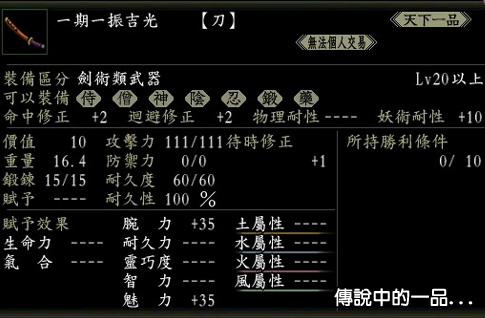 一期一振吉光 【刀】 天下一品
無法個人交易
裝備區分 劍術類武器 Lv20以上
可以裝備 侍 僧 神 陰 忍 鍛 藥
命中修正 +2 迴避修正 +2 物理耐性 ---- 妖術耐性 +10
價值 10 攻擊力 111/111 待時修正 所持勝利條件
重量 16.4 防禦力 0/0 +1 0/ 10
鍛鍊 15/15 耐久度 60/60
賦予 ---- 耐久性 100 %
賦予效果 腕 力 +35 土屬性 ----
生命力 ---- 耐久力 ---- 水屬性 ----
氣 合 ---- 靈巧度 ---- 火屬性 ----
智 力 ---- 風屬性 ----
魅 力 +35
傳說中的一品...